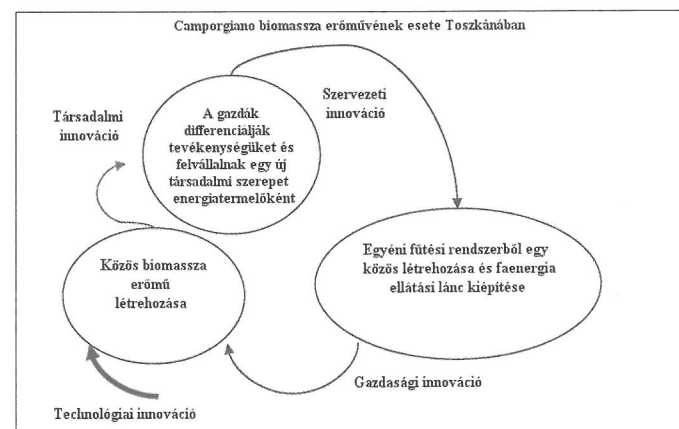 Camporgiano biomassza erőművének esete Toszkánában
Szervezeti
innováció
Társadalmi
innováció
A gazdák
differenciálják
tevékenységüket és
felvállalnak egy új
társadalmi szerepet
energiatermelőként
Egyéni fűtési rendszerből egy
közös létrehozása és faenergia
ellátási lánc kiépítése
Közös biomassza
erőmű
létrehozása
Gazdasági innováció
Technológiai innováció